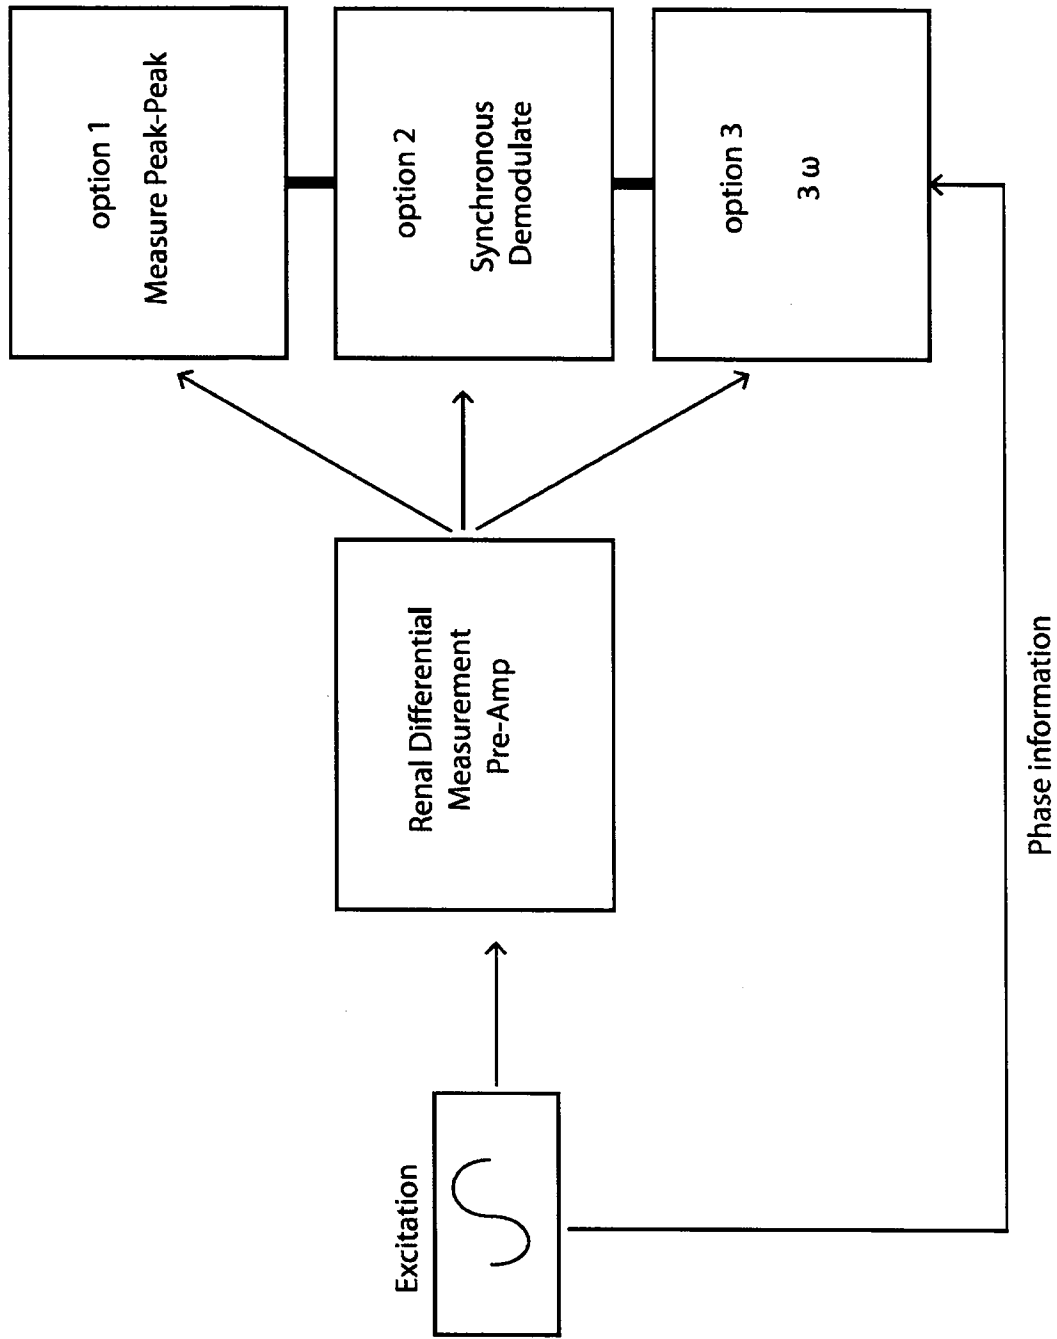 Excitation
Renal Differential
Measurement
Pre-Amp
option 1
Measure Peak-Peak
option 2
Synchronous
Demodulate
option 3
3 ω
Phase information